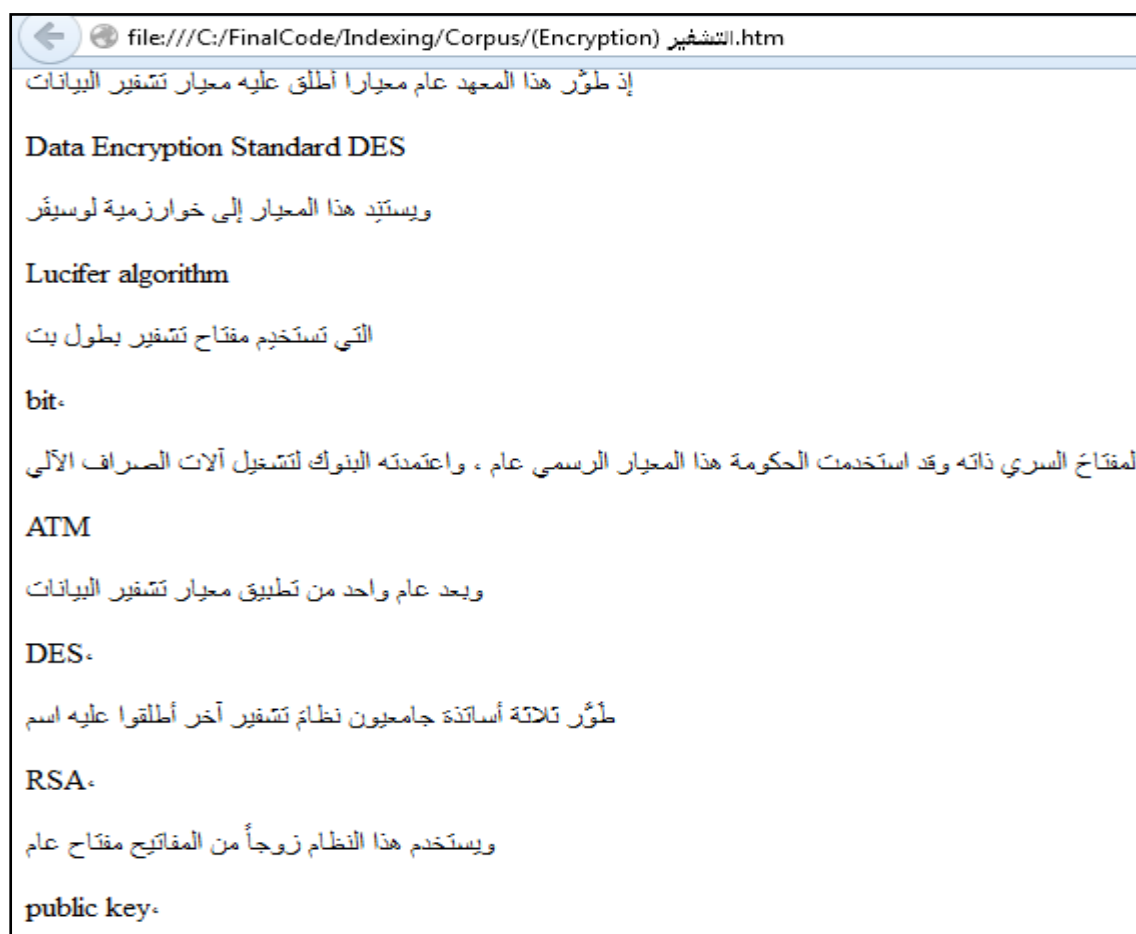 file:///C:/FinalCode/Indexing/Corpus/(Encryption) التشفير.htm
إذ طوَّر هذا المعهد عام معيارا أطلق عليه معيار تشفير البيانات
Data Encryption Standard DES
ويستنِد هذا المعيار إلى خوارزمية لوسيفَر
Lucifer algorithm
التي تستخدِم مفتاح تشفير بطول بت
bit،
لمفتاحَ السري ذاته وقد استخدمت الحكومة هذا المعيار الرسمي عام ، واعتمدته البنوك لتشغيل آلات الصراف الآلي
ATM
وبعد عام واحد من تطبيق معيار تشفير البيانات
DES،
طَوَّر ثلاثة أساتذة جامعيون نظامَ تشفير آخر أطلقوا عليه اسم
RSA،
ويستخدم هذا النظام زوجاً من المفاتيح مفتاح عام
public key،